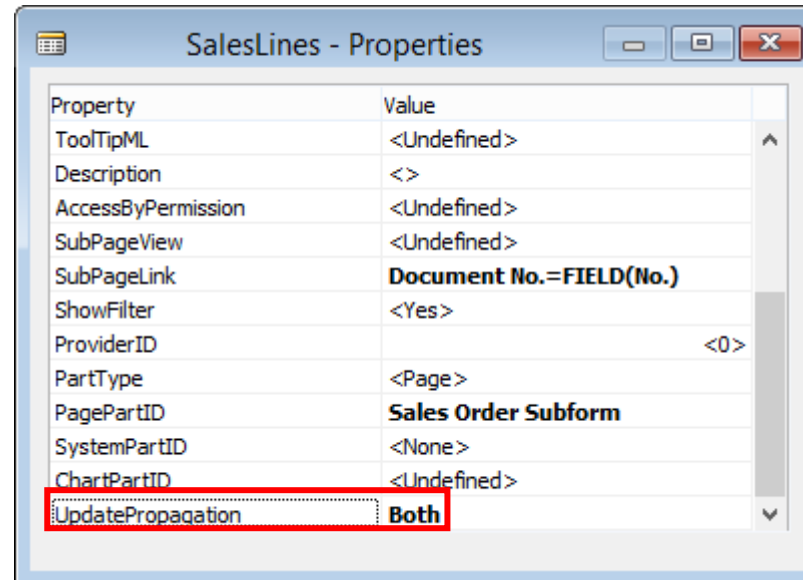 SalesLines - Properties
Property Value
ToolTipML <Undefined>
Description <>
AccessByPermission <Undefined>
SubPageView <Undefined>
SubPageLink Document No.=FIELD(No.)
ShowFilter <Yes>
ProviderID <0>
PartType <Page>
PagePartID Sales Order Subform
SystemPartID <None>
ChartPartID <Undefined>
UpdatePropagation Both